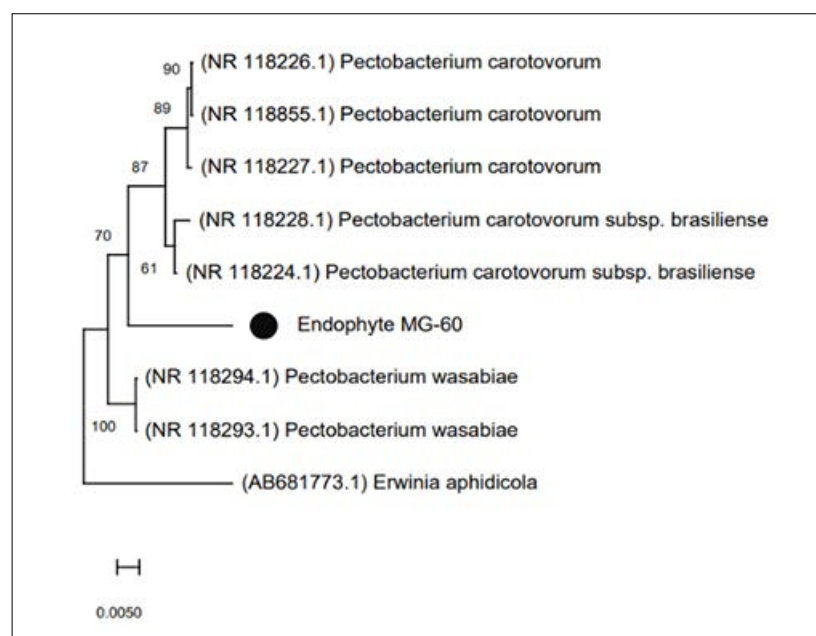 90
(NR 118226.1) Pectobacterium carotovorum
89
(NR 118855.1) Pectobacterium carotovorum
87
(NR 118227.1) Pectobacterium carotovorum
(NR 118228.1) Pectobacterium carotovorum subsp. brasiliense
70
61
(NR 118224.1) Pectobacterium carotovorum subsp. brasiliense
Endophyte MG-60
(NR 118294.1) Pectobacterium wasabiae
100
(NR 118293.1) Pectobacterium wasabiae
(AB681773.1) Erwinia aphidicola
0.0050